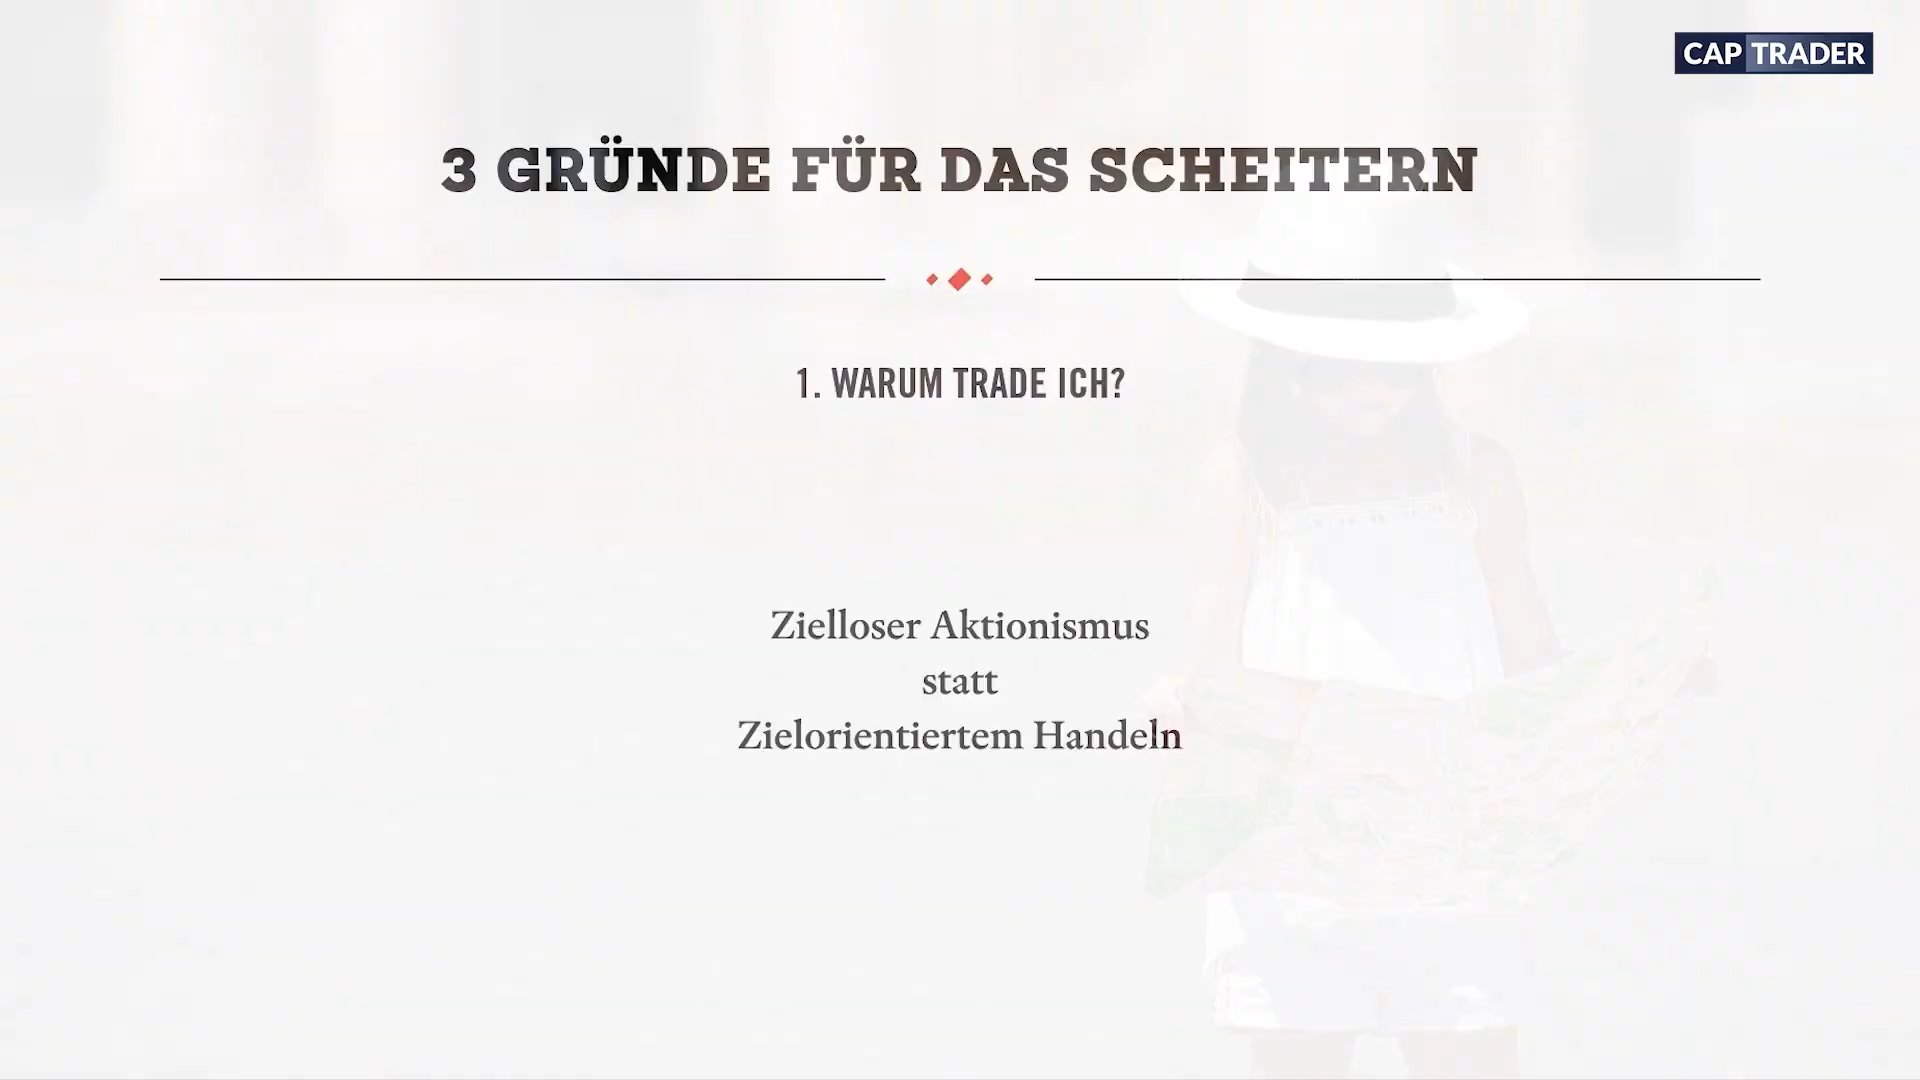 CAP TRADER
3 GRÜNDE FÜR DAS SCHEITERN
1. WARUM TRADE ICH?
Zielloser Aktionismus
statt
Zielorientiertem Handeln